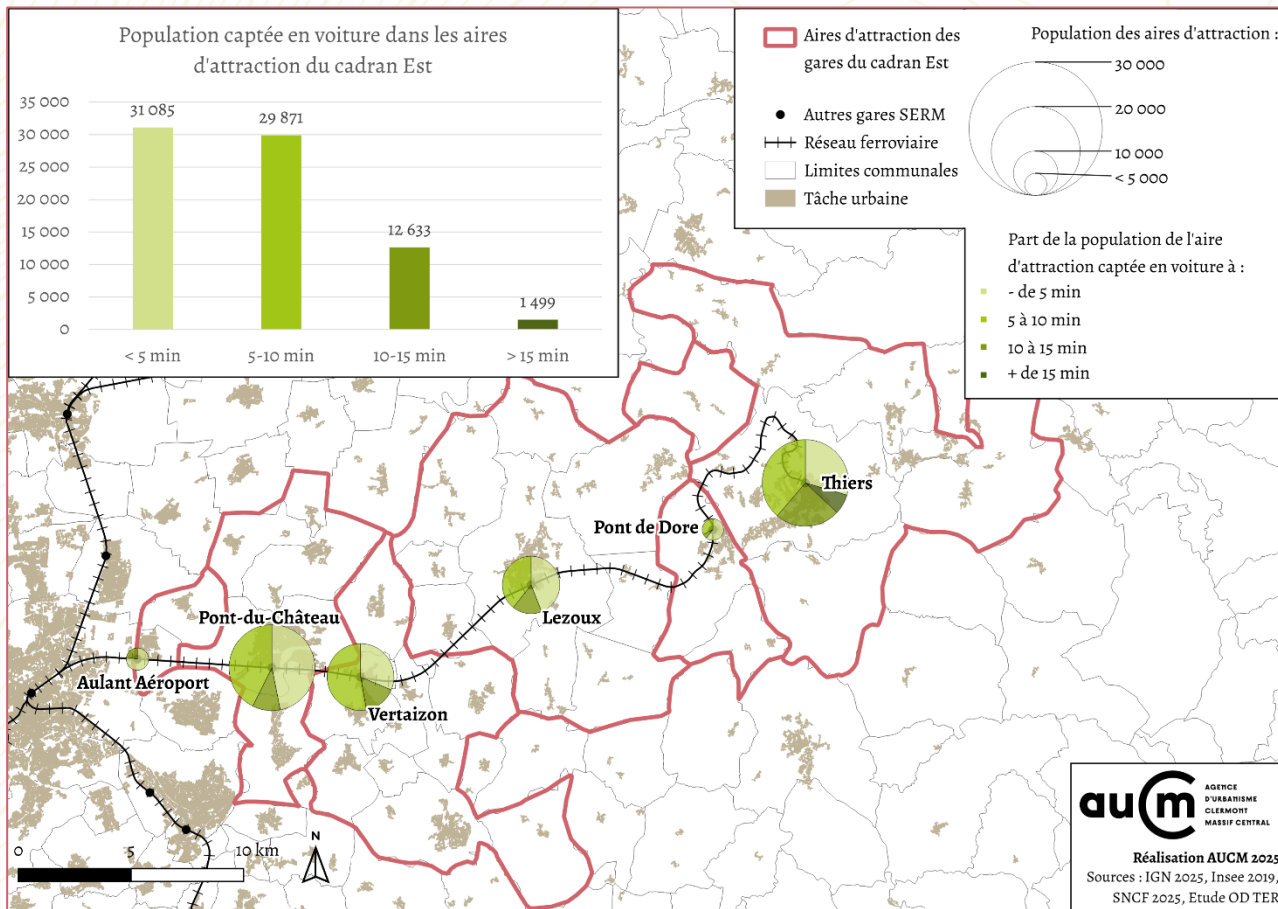 Population captée en voiture dans les aires
d'attraction du cadran Est
35 000
30 000
25 000
20 000
15 000
10 000
5 000
0
31 085
29 871
12 633
1 499
< 5 min
5-10 min
10-15 min
> 15 min
Aires d'attraction des
gares du cadran Est
Autres gares SERM
Réseau ferroviaire
Limites communales
Tâche urbaine
Population des aires d'attraction :
30 000
20 000
10 000
< 5 000
Part de la population de l'aire
d'attraction captée en voiture à :
- de 5 min
5 à 10 min
10 à 15 min
+ de 15 min
Thiers
Pont de Dore
Lezoux
Pont-du-Château
Aulant Aéroport
Vertaizon
0
5
10 km
N
auCm
AGENCE
D'URBANISME
CLERMONT
MASSIF CENTRAL
Réalisation AUCM 2025
Sources : IGN 2025, Insee 2019,
SNCF 2025, Etude OD TER